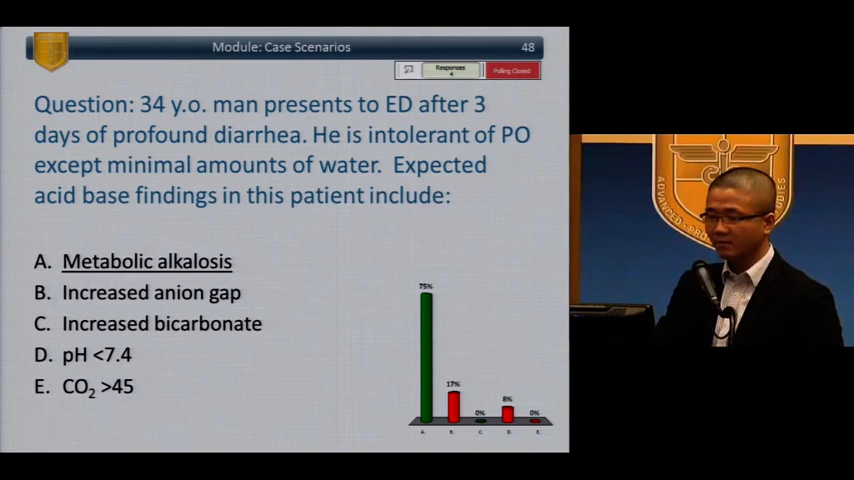 Module: Case Scenarios
48
Responses
4
Polling Closed
Question: 34 y.o. man presents to ED after 3
days of profound diarrhea. He is intolerant of PO
except minimal amounts of water. Expected
acid base findings in this patient include:
A. Metabolic alkalosis
B. Increased anion gap
C. Increased bicarbonate
D. pH <7.4
E. CO₂ >45
75%
17%
0%
8%
0%
A.
B.
C.
D.
E.